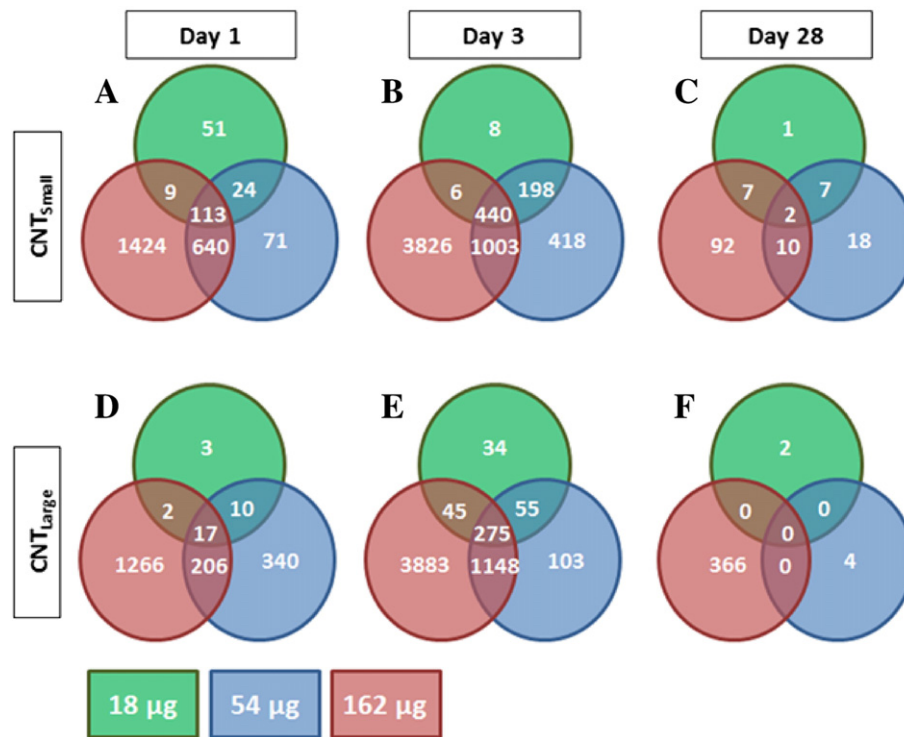 Day 1 Day 3 Day 28
A B C
51 8 1
9 24 6 198 7 7
113 440 2
1424 640 71 3826 1003 418 92 10 18
CNTSmall
D E F
3 34 2
2 10 45 55 0 0
17 275 0
1266 206 340 3883 1148 103 366 0 4
CNTLarge
18 µg 54 µg 162 µg